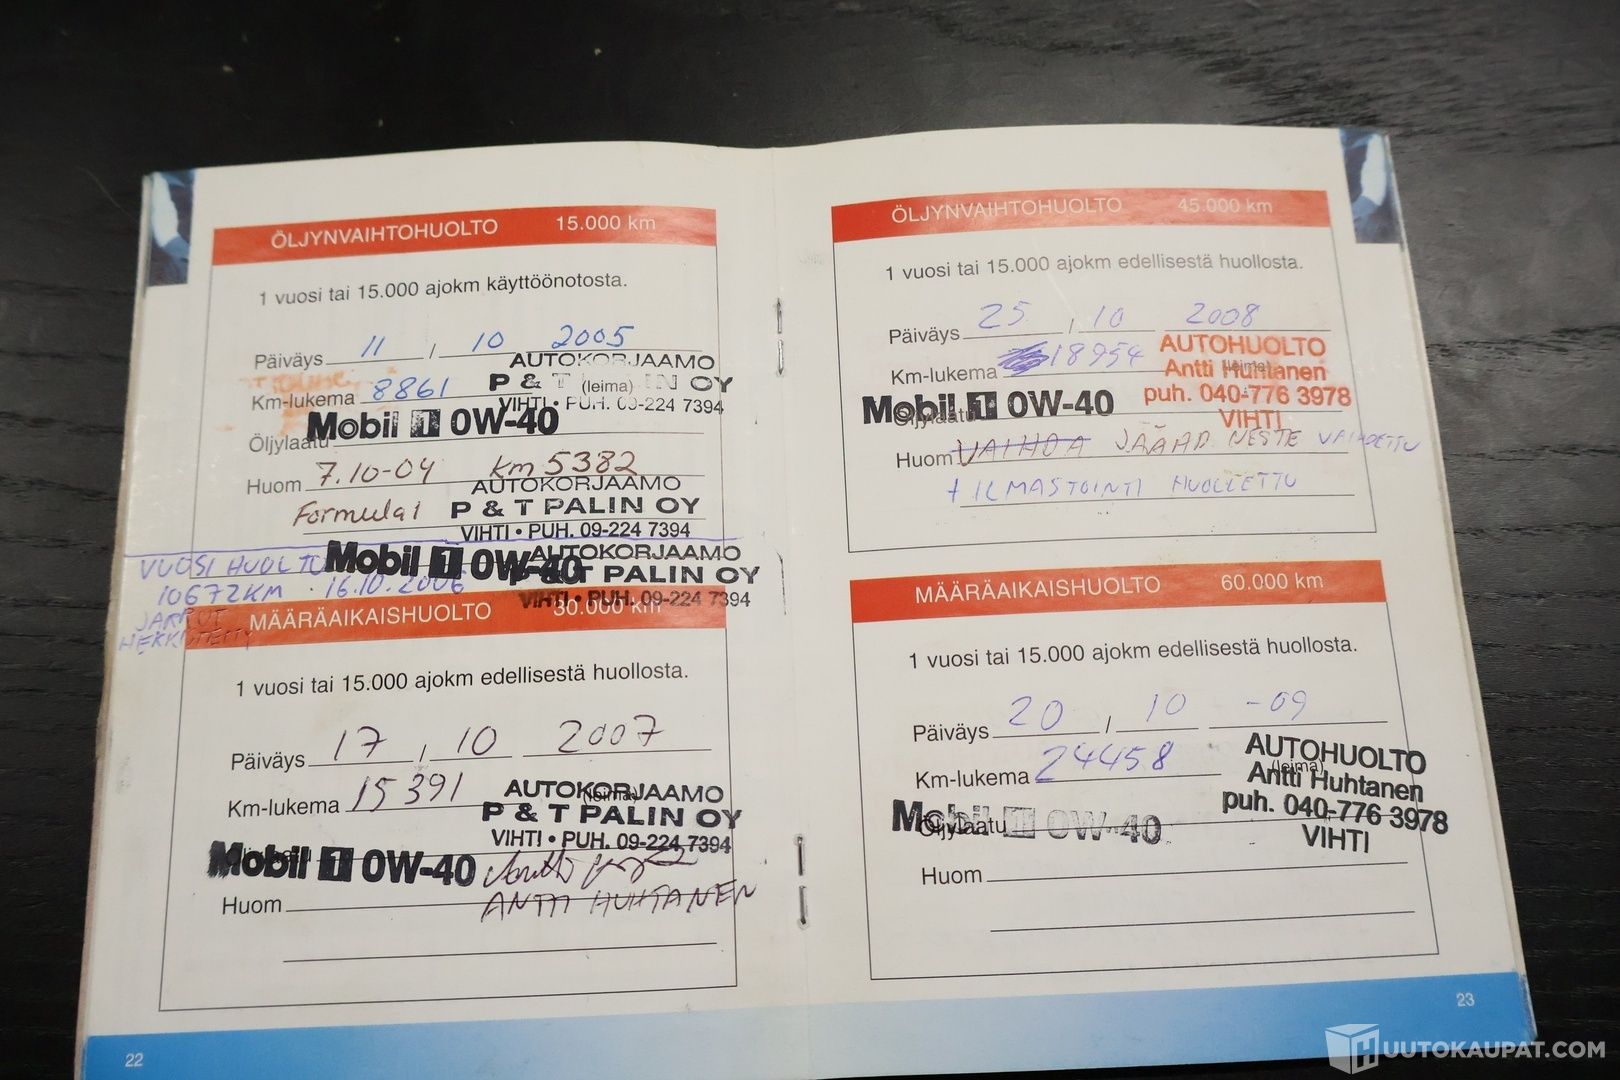 ÖLJYNVAIHTOHUOLTO 15.000 km
1 vuosi tai 15.000 ajokm käyttöönotosta.
Päiväys 11 / 10 2005
AUTOKORJAAMO
Km-lukema 8861 P & T (leima) IN OY
VIHTI • PUH. 09-224 7394
Öljylaatu Mobil 1 0W-40
Huom 7.10-04 km 5382
AUTOKORJAAMO
Formula 1 P & T PALIN OY
VIHTI • PUH. 09-224 7394
VUOSIHUOLTO Mobil 1 0W-40 AUTOKORJAAMO
10672KM • 16.10.2006 P & T PALIN OY
VIHTI • PUH. 09-224 7394
JARRUT
MÄÄRÄAIKAISHUOLTO 30.000 km
1 vuosi tai 15.000 ajokm edellisestä huollosta.
Päiväys 17 / 10 2007
Km-lukema 15391 AUTOKORJAAMO
(leima)
P & T PALIN OY
VIHTI • PUH. 09-224 7394
Mobil 1 0W-40
Huom ANTTI HUHTANEN
22
ÖLJYNVAIHTOHUOLTO 45.000 km
1 vuosi tai 15.000 ajokm edellisestä huollosta.
Päiväys 25 / 10 2008
Km-lukema 18954 AUTOHUOLTO
Antti Huhtanen
puh. 040-776 3978
VIHTI
Öljylaatu Mobil 1 0W-40
Huom VAIHDA JÄÄHD. NESTE VAIHDETTU
+ ILMASTOINTI HUOLLETTU
MÄÄRÄAIKAISHUOLTO 60.000 km
1 vuosi tai 15.000 ajokm edellisestä huollosta.
Päiväys 20 / 10 -09
Km-lukema 24458 AUTOHUOLTO
(leima)
Antti Huhtanen
puh. 040-776 3978
VIHTI
Öljylaatu Mobil 1 0W-40
Huom
23
HUUTOKAUPAT.COM